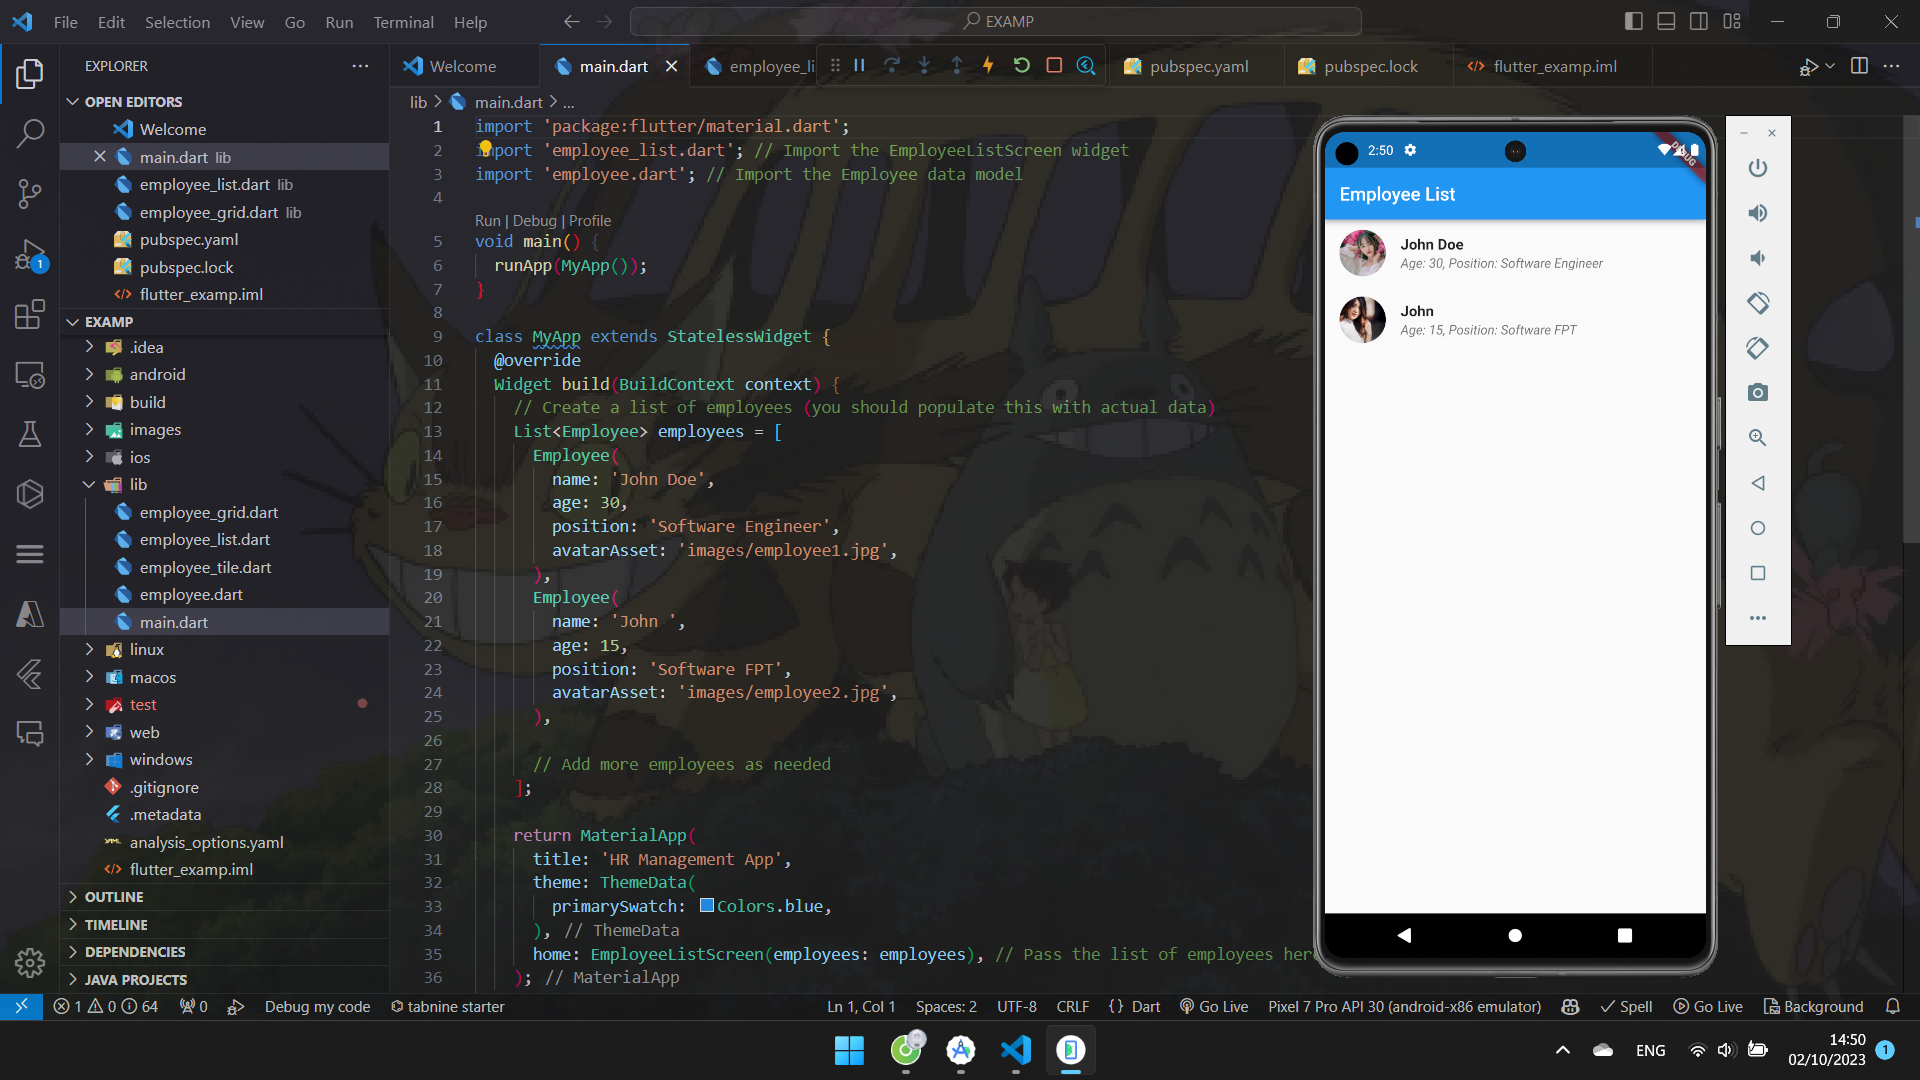 File Edit Selection View Go Run Terminal Help
EXAMP
EXPLORER
OPEN EDITORS
Welcome
main.dart lib
employee_list.dart lib
employee_grid.dart lib
pubspec.yaml
pubspec.lock
flutter_examp.iml
EXAMP
.idea
android
build
images
ios
lib
employee_grid.dart
employee_list.dart
employee_tile.dart
employee.dart
main.dart
linux
macos
test
web
windows
.gitignore
.metadata
analysis_options.yaml
flutter_examp.iml
OUTLINE
TIMELINE
DEPENDENCIES
JAVA PROJECTS
1
Welcome main.dart employee_li pubspec.yaml pubspec.lock flutter_examp.iml
lib > main.dart > ...
1 import 'package:flutter/material.dart';
2 import 'employee_list.dart'; // Import the EmployeeListScreen widget
3 import 'employee.dart'; // Import the Employee data model
4
Run | Debug | Profile
5 void main() {
6 runApp(MyApp());
7 }
8
9 class MyApp extends StatelessWidget {
10 @override
11 Widget build(BuildContext context) {
12 // Create a list of employees (you should populate this with actual data)
13 List<Employee> employees = [
14 Employee(
15 name: 'John Doe',
16 age: 30,
17 position: 'Software Engineer',
18 avatarAsset: 'images/employee1.jpg',
19 ),
20 Employee(
21 name: 'John ',
22 age: 15,
23 position: 'Software FPT',
24 avatarAsset: 'images/employee2.jpg',
25 ),
26
27 // Add more employees as needed
28 ];
29
30 return MaterialApp(
31 title: 'HR Management App',
32 theme: ThemeData(
33 primarySwatch: Colors.blue,
34 ), // ThemeData
35 home: EmployeeListScreen(employees: employees), // Pass the list of employees here
36 ); // MaterialApp
2:50
DEBUG
Employee List
John Doe
Age: 30, Position: Software Engineer
John
Age: 15, Position: Software FPT
1 0 64 0 Debug my code tabnine starter Ln 1, Col 1 Spaces: 2 UTF-8 CRLF {} Dart Go Live Pixel 7 Pro API 30 (android-x86 emulator) Spell Go Live Background
ENG
14:50
02/10/2023
1